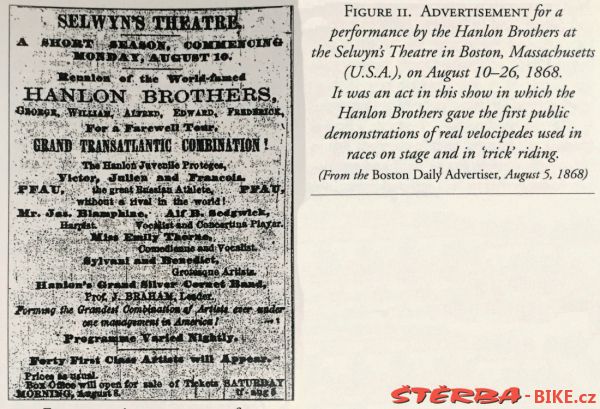 SELWYN'S THEATRE.
A SHORT SEASON, COMMENCING
MONDAY, AUGUST 10.
Reunion of the World-famed
HANLON BROTHERS,
GEORGE, WILLIAM, ALFRED, EDWARD, FREDERICK,
For a Farewell Tour.
GRAND TRANSATLANTIC COMBINATION!
The Hanlon Juvenile Proteges,
Victor, Julien and Francois.
PFAU, the great Russian Athlete, PFAU,
without a rival in the world!
Mr. Jas. Blamphine. Alf B. Sedgwick,
Harpist. Vocalist and Concertina Player.
Miss Emily Thorne,
Comedienne and Vocalist.
Sylvani and Benedict,
Grotesque Artists.
Hanlon's Grand Silver Cornet Band,
Prof. J. BRAHAM, Leader.
Forming the Grandest Combination of Artists ever under
one management in America!
Programme Varied Nightly.
Forty First Class Artists will Appear.
Prices as usual.
Box Office will open for sale of Tickets SATURDAY
MORNING, August 8. tf-aug 5
FIGURE 11. ADVERTISEMENT for a
performance by the Hanlon Brothers at
the Selwyn's Theatre in Boston, Massachusetts
(U.S.A.), on August 10–26, 1868.
It was an act in this show in which the
Hanlon Brothers gave the first public
demonstrations of real velocipedes used in
races on stage and in 'trick' riding.
(From the Boston Daily Advertiser, August 5, 1868)
ŠTĚRBA-BIKE.cz